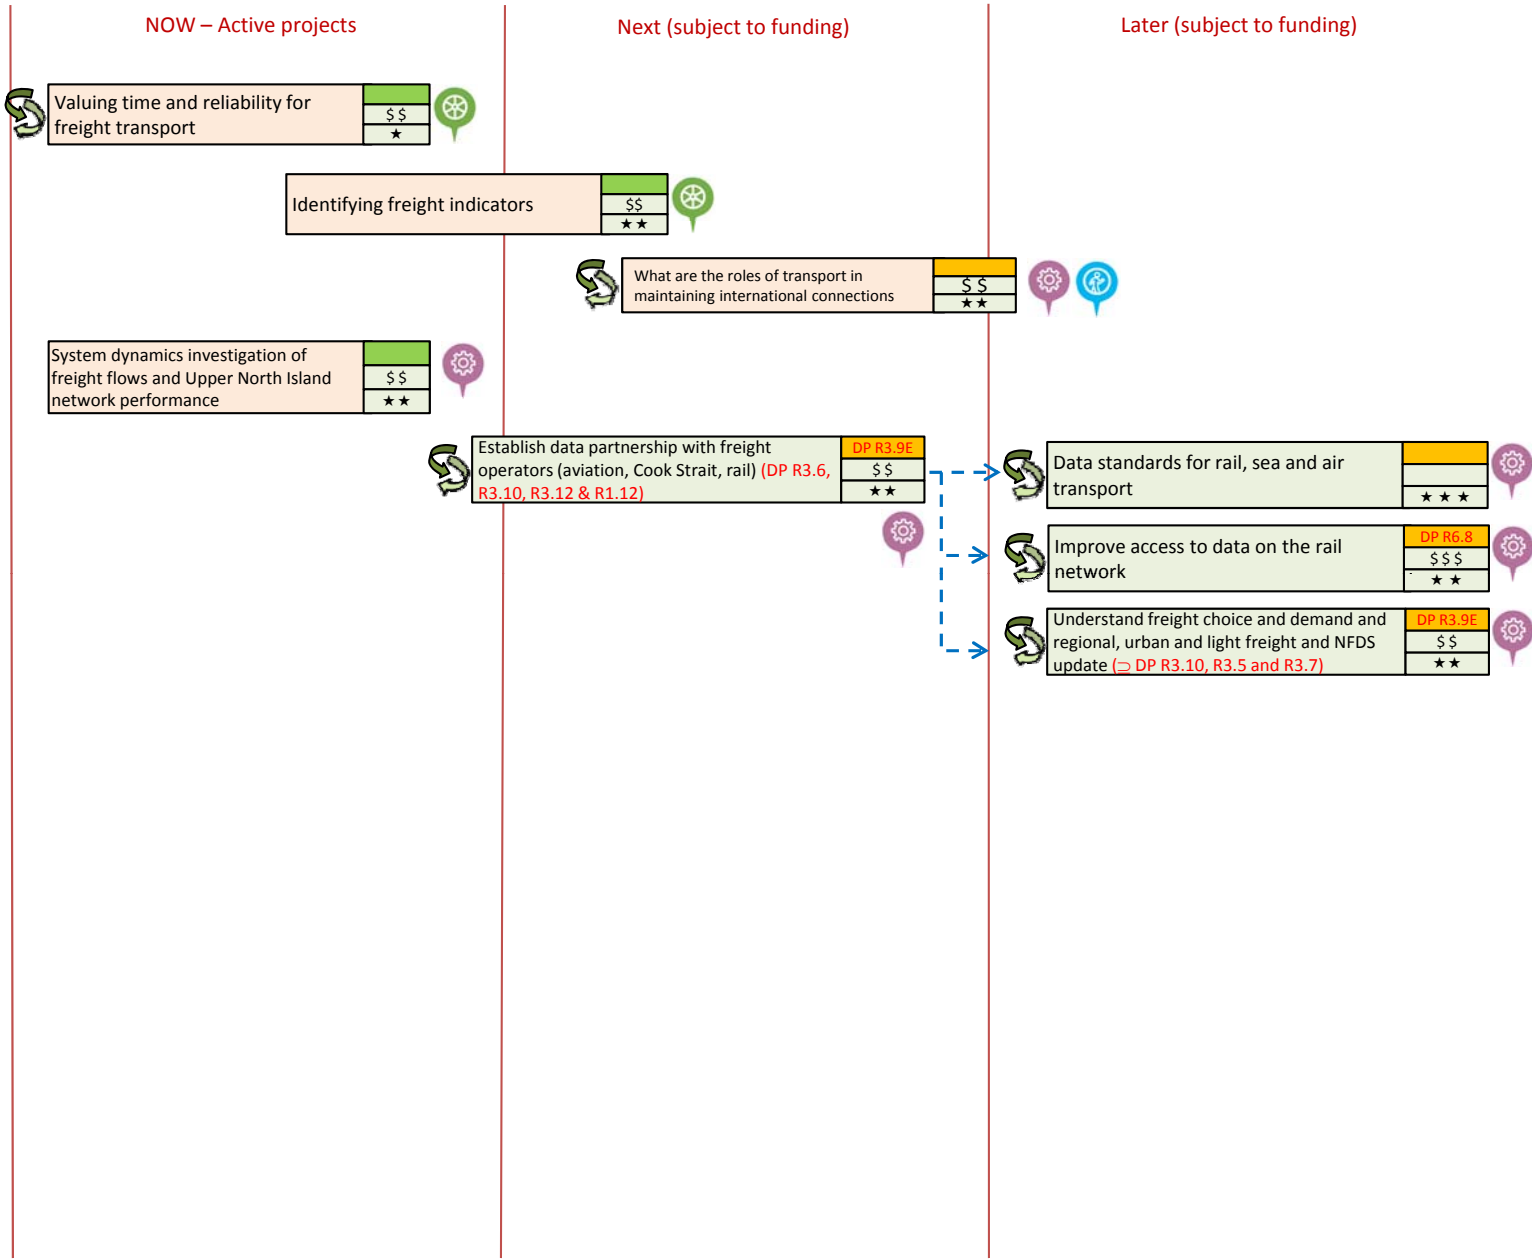 NOW – Active projects
Next (subject to funding)
Later (subject to funding)
Valuing time and reliability for
freight transport
$ $
★
Identifying freight indicators
$$
★ ★
What are the roles of transport in
maintaining international connections
$ $
★ ★
System dynamics investigation of
freight flows and Upper North Island
network performance
$ $
★ ★
Establish data partnership with freight
operators (aviation, Cook Strait, rail) (DP R3.6,
R3.10, R3.12 & R1.12)
DP R3.9E
$ $
★ ★
Data standards for rail, sea and air
transport
★ ★ ★
Improve access to data on the rail
network
DP R6.8
$ $ $
★ ★
Understand freight choice and demand and
regional, urban and light freight and NFDS
update (⊇ DP R3.10, R3.5 and R3.7)
DP R3.9E
$ $
★ ★